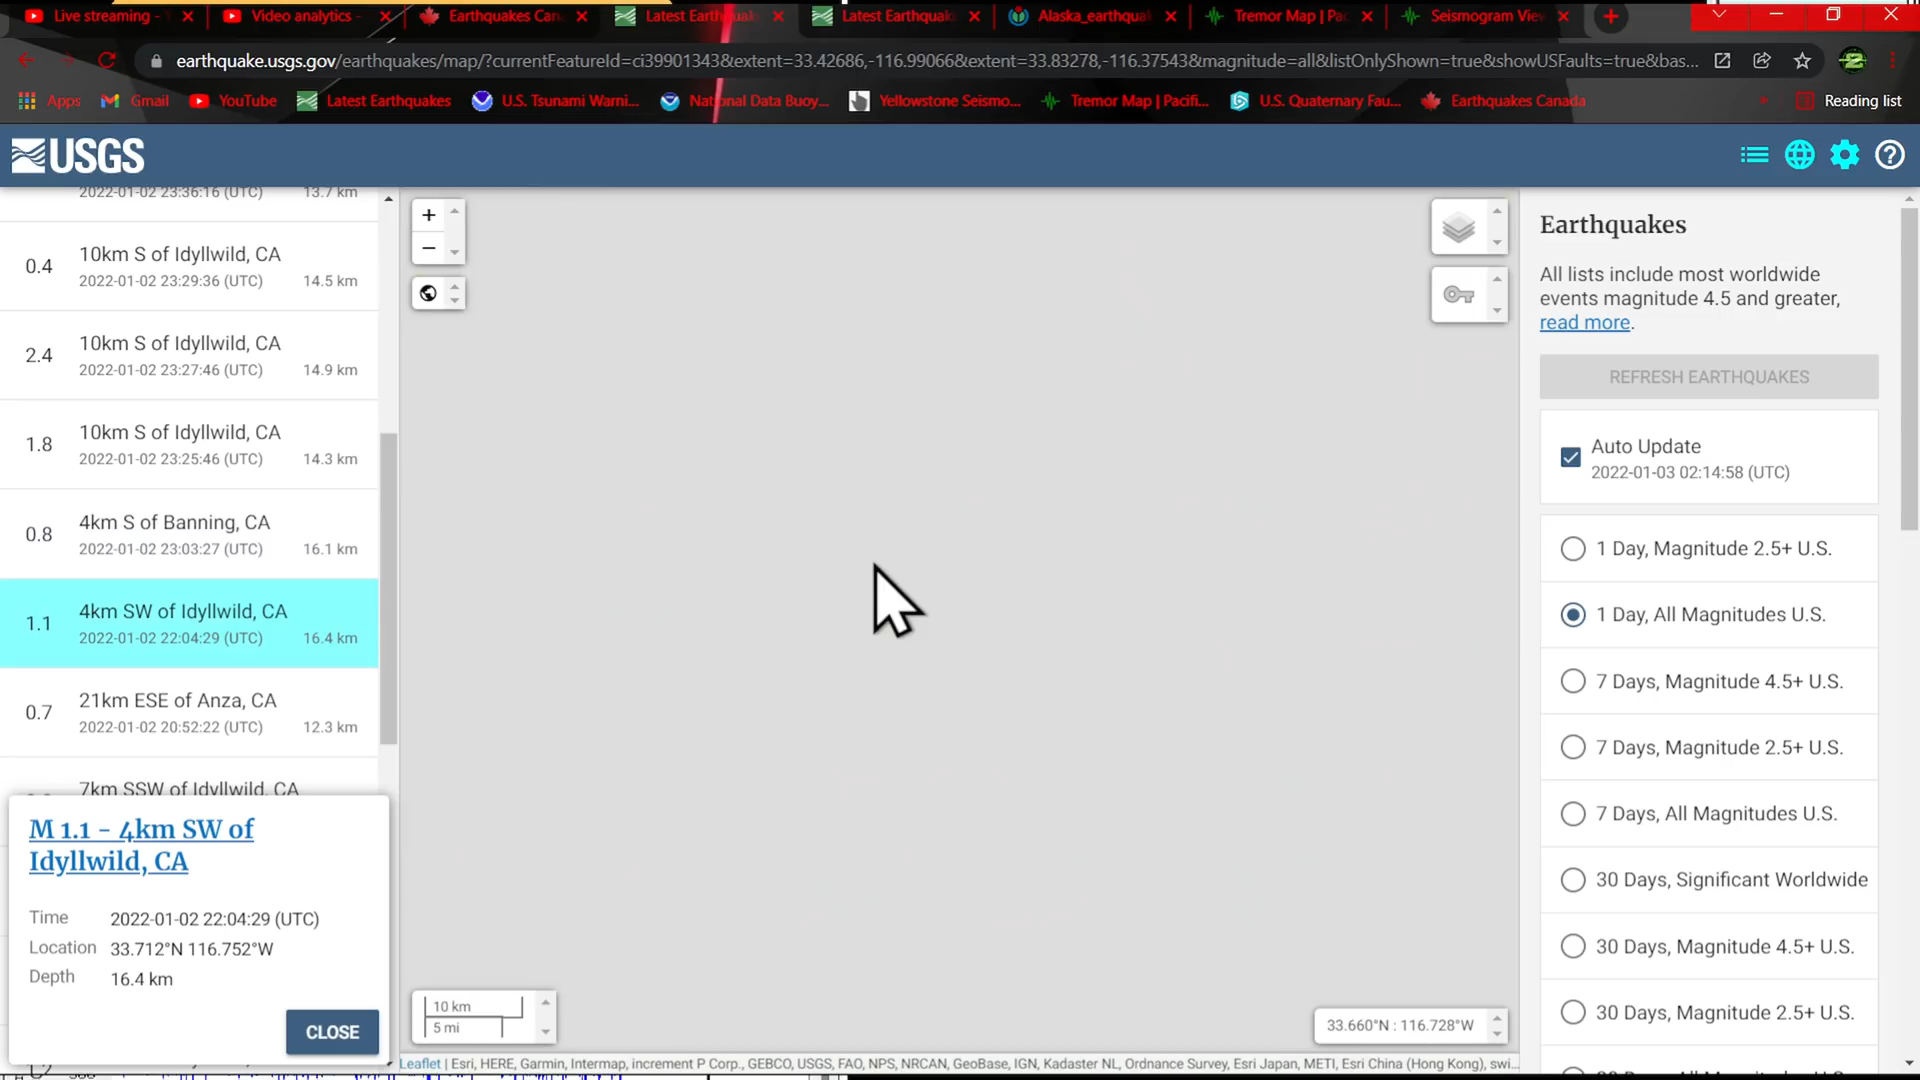 Live streaming -
Video analytics -
Earthquakes Can
Latest Earthquak
Latest Earthquak
Alaska_earthquak
Tremor Map | Pac
Seismogram View
earthquake.usgs.gov/earthquakes/map/?currentFeatureId=ci39901343&extent=33.42686,-116.99066&extent=33.83278,-116.37543&magnitude=all&listOnlyShown=true&showUSFaults=true&bas...
Apps
Gmail
YouTube
Latest Earthquakes
U.S. Tsunami Warni...
National Data Buoy...
Yellowstone Seismo...
Tremor Map | Pacifi...
U.S. Quaternary Fau...
Earthquakes Canada
Reading list
USGS
2022-01-02 23:36:16 (UTC) 13.7 km
0.4 10km S of Idyllwild, CA
2022-01-02 23:29:36 (UTC) 14.5 km
2.4 10km S of Idyllwild, CA
2022-01-02 23:27:46 (UTC) 14.9 km
1.8 10km S of Idyllwild, CA
2022-01-02 23:25:46 (UTC) 14.3 km
0.8 4km S of Banning, CA
2022-01-02 23:03:27 (UTC) 16.1 km
1.1 4km SW of Idyllwild, CA
2022-01-02 22:04:29 (UTC) 16.4 km
0.7 21km ESE of Anza, CA
2022-01-02 20:52:22 (UTC) 12.3 km
7km SSW of Idyllwild, CA
M 1.1 - 4km SW of
Idyllwild, CA
Time 2022-01-02 22:04:29 (UTC)
Location 33.712°N 116.752°W
Depth 16.4 km
CLOSE
+
−
10 km
5 mi
33.660°N : 116.728°W
Leaflet | Esri, HERE, Garmin, Intermap, increment P Corp., GEBCO, USGS, FAO, NPS, NRCAN, GeoBase, IGN, Kadaster NL, Ordnance Survey, Esri Japan, METI, Esri China (Hong Kong), swi...
Earthquakes
All lists include most worldwide
events magnitude 4.5 and greater,
read more.
REFRESH EARTHQUAKES
Auto Update
2022-01-03 02:14:58 (UTC)
1 Day, Magnitude 2.5+ U.S.
1 Day, All Magnitudes U.S.
7 Days, Magnitude 4.5+ U.S.
7 Days, Magnitude 2.5+ U.S.
7 Days, All Magnitudes U.S.
30 Days, Significant Worldwide
30 Days, Magnitude 4.5+ U.S.
30 Days, Magnitude 2.5+ U.S.